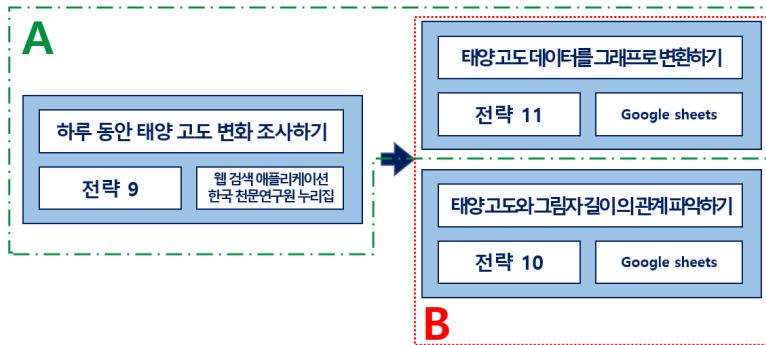 A
하루 동안 태양 고도 변화 조사하기
전략 9
웹 검색 애플리케이션
한국 천문연구원 누리집
태양 고도 데이터를 그래프로 변환하기
전략 11
Google sheets
태양 고도와 그림자 길이의 관계 파악하기
전략 10
Google sheets
B